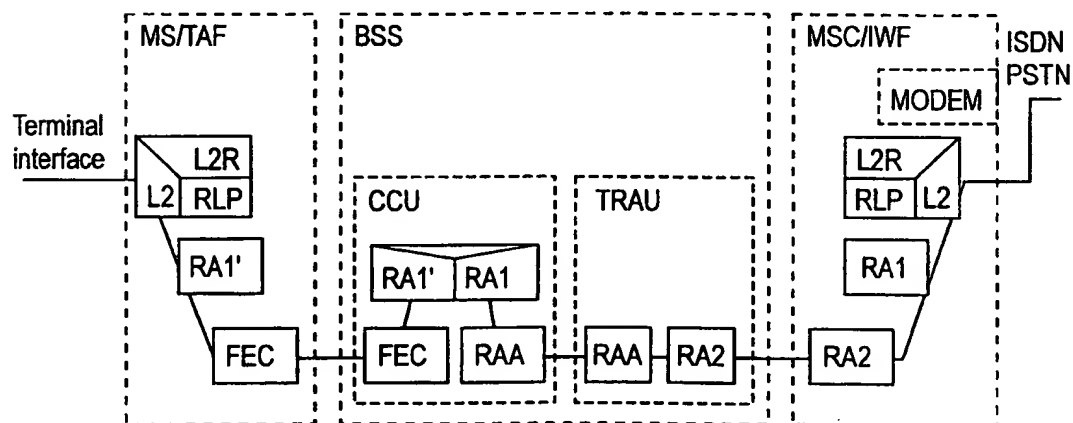 MS/TAF
BSS
MSC/IWF
ISDN
PSTN
MODEM
Terminal
interface
L2R
L2
RLP
RA1'
FEC
CCU
RA1'
RA1
FEC
RAA
TRAU
RAA
RA2
L2R
RLP
L2
RA1
RA2